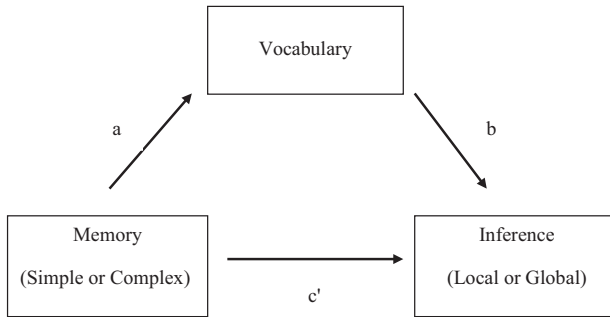 Vocabulary
a
b
Memory
(Simple or Complex)
Inference
(Local or Global)
c'